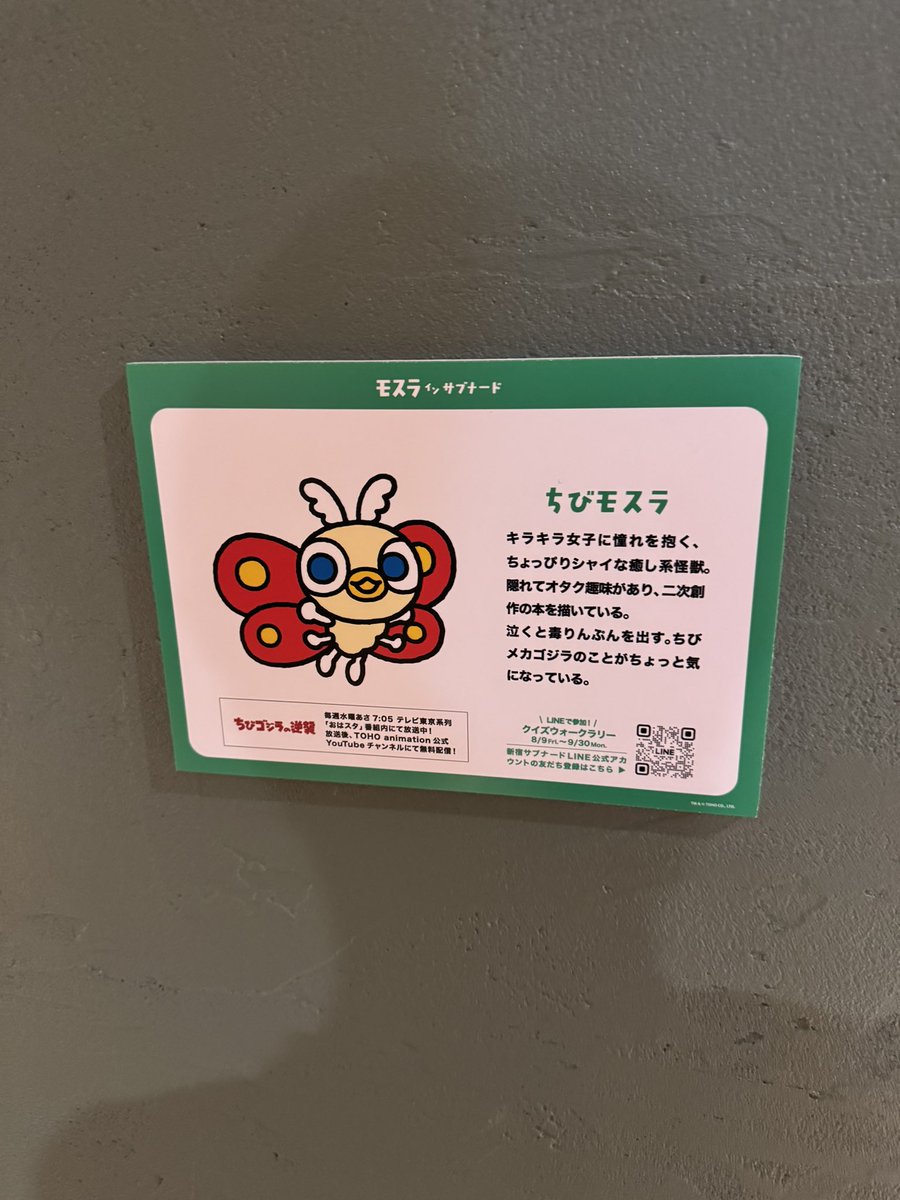 モスラ イン サブナード
ちびモスラ
キラキラ女子に憧れを抱く、
ちょっぴりシャイな癒し系怪獣。
隠れてオタク趣味があり、二次創
作の本を描いている。
泣くと毒りんぷんを出す。ちび
メカゴジラのことがちょっと気
になっている。
ちびゴジラの逆襲
毎週水曜あさ 7:05 テレビ東京系列
「おはスタ」番組内にて放送中!
放送後、TOHO animation 公式
YouTube チャンネルにて無料配信!
\ LINEで参加! /
クイズウォークラリー
8/9 Fri.〜9/30 Mon.
新宿サブナード LINE 公式アカ
ウントの友だち登録はこちら ▶
LINE
TM & © TOHO CO., LTD.